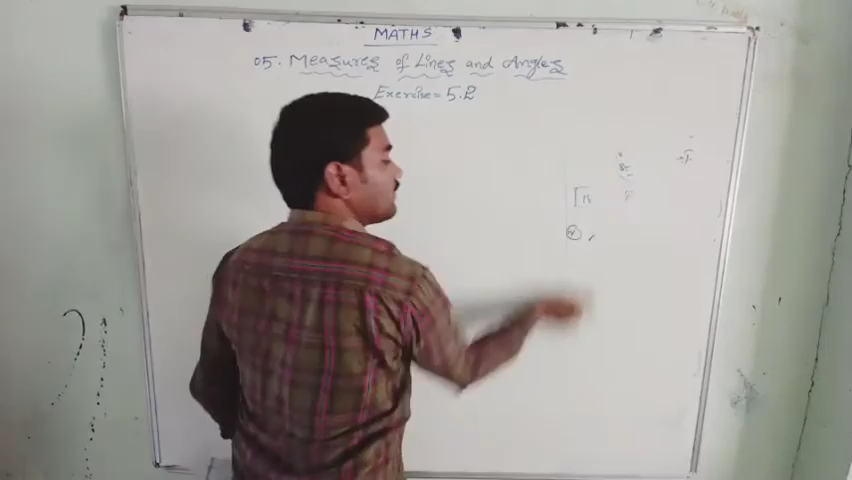 MATHS
05. Measures of Lines and Angles
Exercise = 5.2